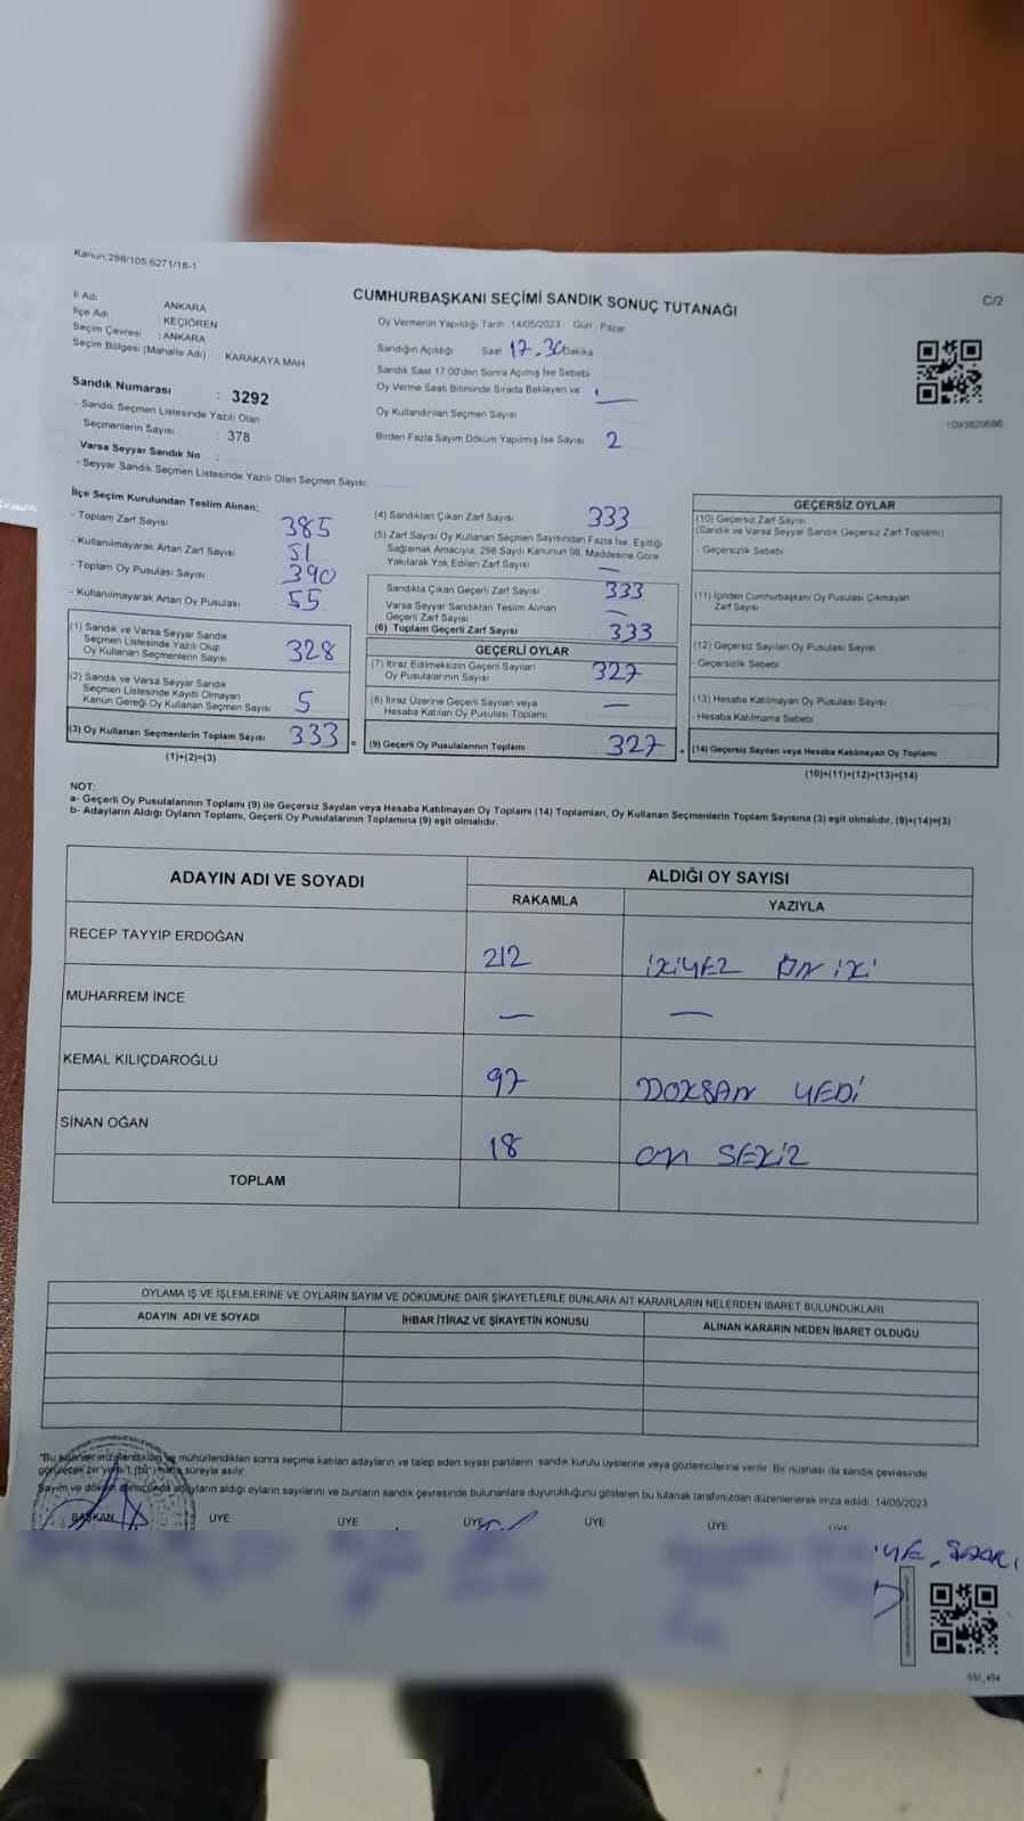 Kanun:298/105,6271/18-1
C/2
CUMHURBAŞKANI SEÇİMİ SANDIK SONUÇ TUTANAĞI
İl Adı : ANKARA
İlçe Adı : KEÇİÖREN
Seçim Çevresi : ANKARA
Seçim Bölgesi (Mahalle Adı) KARAKAYA MAH.
Sandık Numarası : 3292
- Sandık Seçmen Listesinde Yazılı Olan
Seçmenlerin Sayısı : 378
Varsa Seyyar Sandık No :
- Seyyar Sandık Seçmen Listesinde Yazılı Olan Seçmen Sayısı
Oy Vermenin Yapıldığı Tarih: 14/05/2023 Gün: Pazar
Sandığın Açıldığı Saat 17.30 Dakika
Sandık Saat 17:00'den Sonra Açılmış İse Sebebi
Oy Verme Saati Bitiminde Sırada Bekleyen ve
Oy Kullandırılan Seçmen Sayısı
Birden Fazla Sayım Döküm Yapılmış İse Sayısı 2
1093820686
İlçe Seçim Kurulundan Teslim Alınan;
- Toplam Zarf Sayısı 385
- Kullanılmayarak Artan Zarf Sayısı 51
- Toplam Oy Pusulası Sayısı 390
- Kullanılmayarak Artan Oy Pusulası 55
(1) Sandık ve Varsa Seyyar Sandık
Seçmen Listesinde Yazılı Olup
Oy Kullanan Seçmenlerin Sayısı 328
(2) Sandık ve Varsa Seyyar Sandık
Seçmen Listesinde Kayıtlı Olmayan
Kanun Gereği Oy Kullanan Seçmen Sayısı 5
(3) Oy Kullanan Seçmenlerin Toplam Sayısı 333 =
(1)+(2)=(3)
(4) Sandıktan Çıkan Zarf Sayısı 333
(5) Zarf Sayısı Oy Kullanan Seçmen Sayısından Fazla İse, Eşitliği
Sağlamak Amacıyla, 298 Sayılı Kanunun 98. Maddesine Göre
Yakılarak Yok Edilen Zarf Sayısı —
Sandıkta Çıkan Geçerli Zarf Sayısı 333
Varsa Seyyar Sandıktan Teslim Alınan
Geçerli Zarf Sayısı —
(6) Toplam Geçerli Zarf Sayısı 333
GEÇERLİ OYLAR
(7) İtiraz Edilmeksizin Geçerli Sayılan
Oy Pusulalarının Sayısı 327
(8) İtiraz Üzerine Geçerli Sayılan veya
Hesaba Katılan Oy Pusulası Toplamı —
(9) Geçerli Oy Pusulalarının Toplamı 327 +
GEÇERSİZ OYLAR
(10) Geçersiz Zarf Sayısı
(Sandık ve Varsa Seyyar Sandık Geçersiz Zarf Toplamı)
- Geçersizlik Sebebi
(11) İçinden Cumhurbaşkanı Oy Pusulası Çıkmayan
Zarf Sayısı
(12) Geçersiz Sayılan Oy Pusulası Sayısı
- Geçersizlik Sebebi
(13) Hesaba Katılmayan Oy Pusulası Sayısı
- Hesaba Katılmama Sebebi
(14) Geçersiz Sayılan veya Hesaba Katılmayan Oy Toplamı
(10)+(11)+(12)+(13)=(14)
NOT:
a- Geçerli Oy Pusulalarının Toplamı (9) ile Geçersiz Sayılan veya Hesaba Katılmayan Oy Toplamı (14) Toplamları, Oy Kullanan Seçmenlerin Toplam Sayısına (3) eşit olmalıdır. (9)+(14)=(3)
b- Adayların Aldığı Oyların Toplamı, Geçerli Oy Pusulalarının Toplamına (9) eşit olmalıdır.
ADAYIN ADI VE SOYADI ALDIĞI OY SAYISI
RAKAMLA YAZIYLA
RECEP TAYYİP ERDOĞAN 212 İKİYEZ ON İKİ
MUHARREM İNCE — —
KEMAL KILIÇDAROĞLU 97 DOKSAN YEDİ
SİNAN OĞAN 18 ON SEKİZ
TOPLAM
OYLAMA İŞ VE İŞLEMLERİNE VE OYLARIN SAYIM VE DÖKÜMÜNE DAİR ŞİKAYETLERLE BUNLARA AİT KARARLARIN NELERDEN İBARET BULUNDUKLARI
ADAYIN ADI VE SOYADI İHBAR İTİRAZ VE ŞİKAYETİN KONUSU ALINAN KARARIN NEDEN İBARET OLDUĞU
mühürlendikten sonra seçime katılan adayların ve talep eden siyasi partilerin sandık kurulu üyelerine veya gözlemcilerine verilir. Bir nüshası da sandık çevresinde
görülecek bir yere 1 (bir) hafta süreyle asılır.
Sayım ve döküm sonucunda adayların aldığı oyların sayılarını ve bunların sandık çevresinde bulunanlara duyurulduğunu gösteren bu tutanak tarafımızdan düzenlenerek imza edildi. 14/05/2023
BAŞKAN ÜYE ÜYE ÜYE ÜYE ÜYE ÜYE